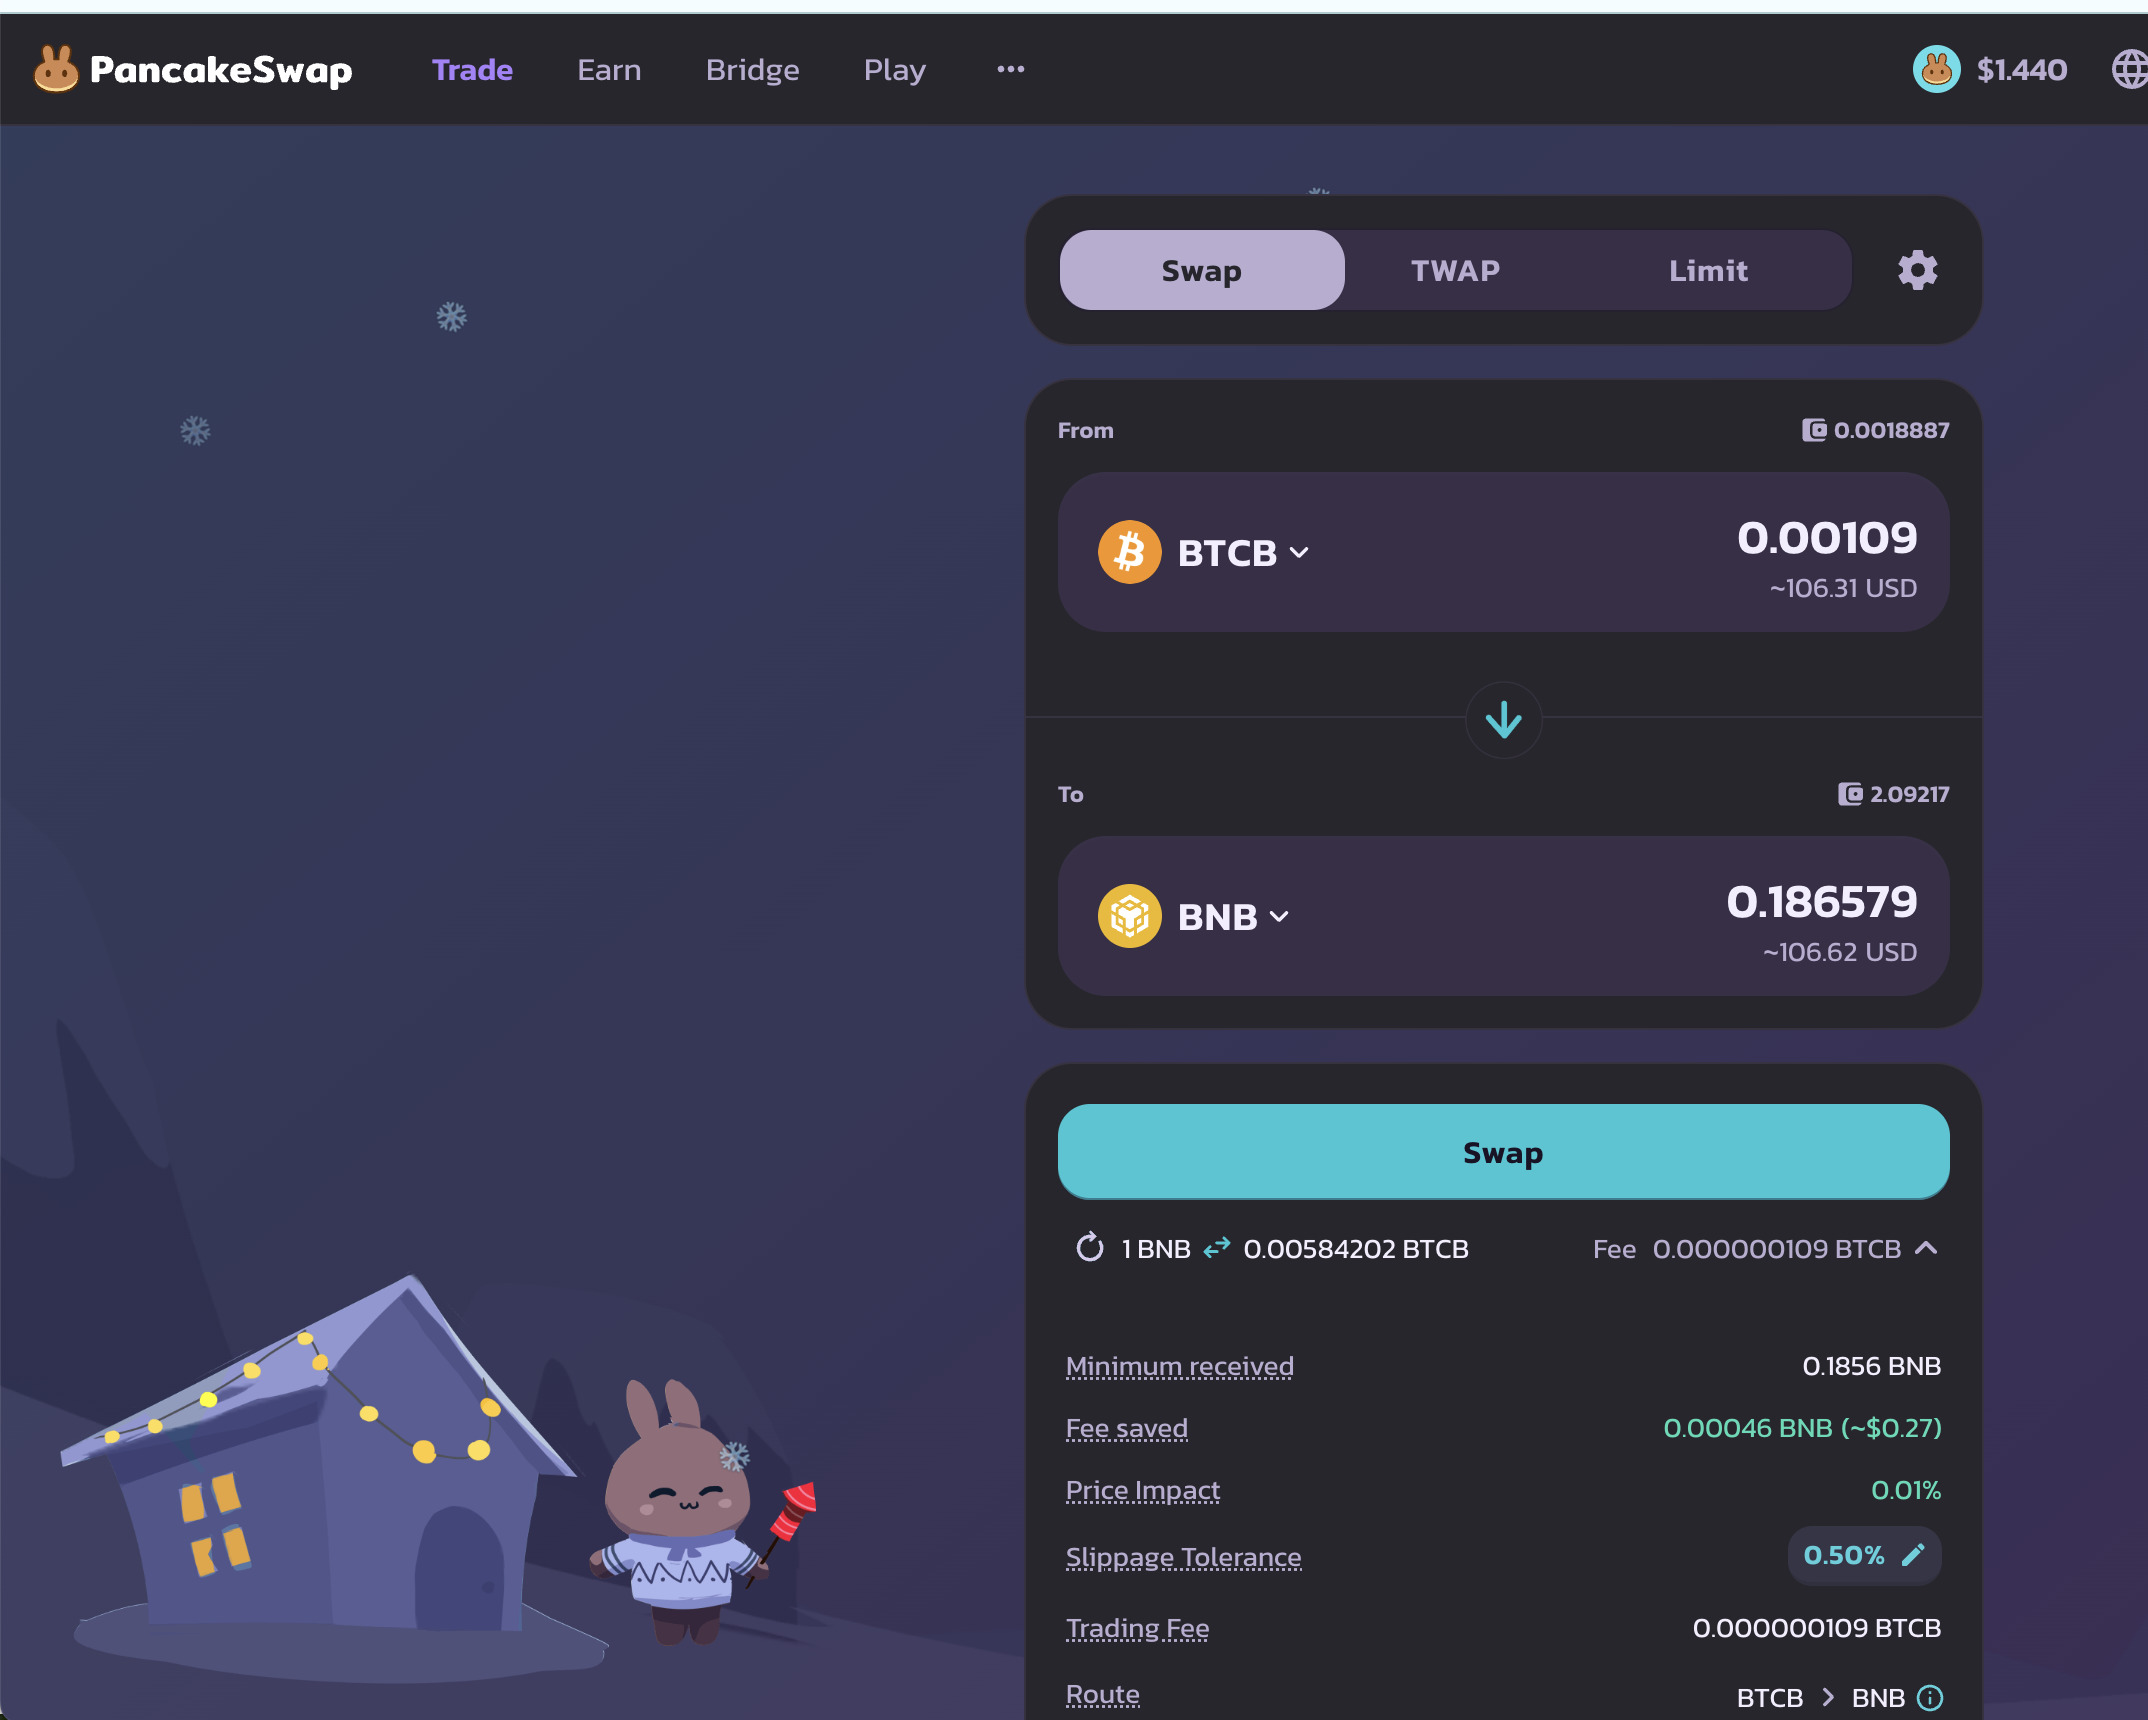 PancakeSwap Trade Earn Bridge Play ••• $1.440
Swap TWAP Limit
From 0.0018887
BTCB 0.00109
~106.31 USD
To 2.09217
BNB 0.186579
~106.62 USD
Swap
1 BNB 0.00584202 BTCB Fee 0.000000109 BTCB
Minimum received 0.1856 BNB
Fee saved 0.00046 BNB (~$0.27)
Price Impact 0.01%
Slippage Tolerance 0.50%
Trading Fee 0.000000109 BTCB
Route BTCB > BNB